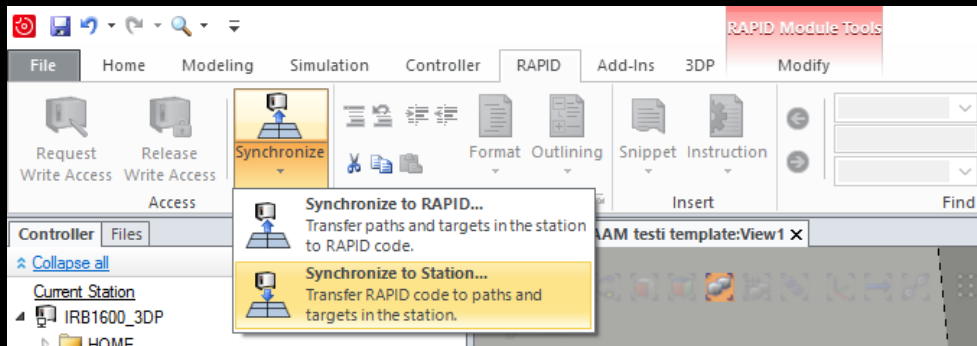 RAPID Module Tools
File Home Modeling Simulation Controller RAPID Add-Ins 3DP Modify
Request Write Access
Release Write Access
Synchronize
Format Outlining
Snippet Instruction
Access
Insert
Find
Synchronize to RAPID...
Transfer paths and targets in the station
to RAPID code.
Synchronize to Station...
Transfer RAPID code to paths and
targets in the station.
Controller Files
AAM testi template:View1 X
Collapse all
Current Station
IRB1600_3DP
HOME